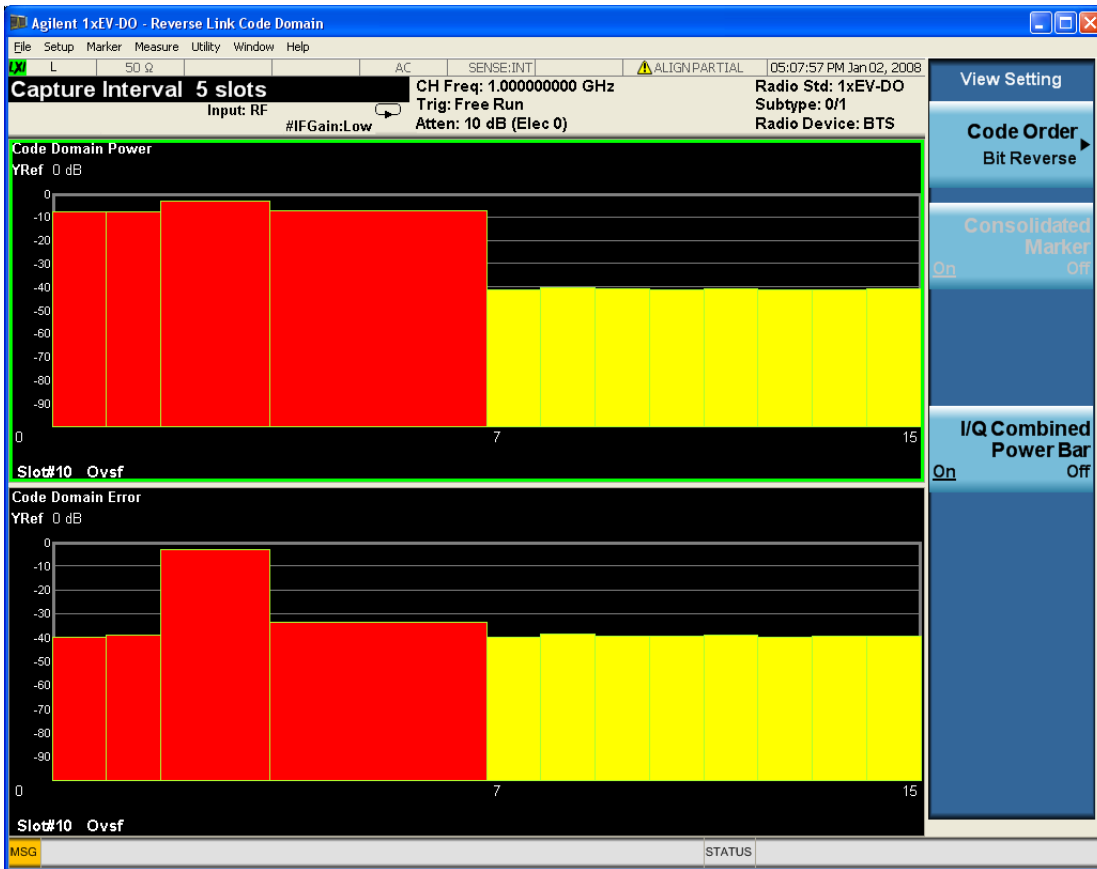 Agilent 1xEV-DO - Reverse Link Code Domain
File Setup Marker Measure Utility Window Help
LXI L 50 Ω AC SENSE:INT ALIGN PARTIAL 05:07:57 PM Jan 02, 2008
Capture Interval 5 slots
Input: RF
#IFGain:Low
CH Freq: 1.000000000 GHz
Trig: Free Run
Atten: 10 dB (Elec 0)
Radio Std: 1xEV-DO
Subtype: 0/1
Radio Device: BTS
Code Domain Power
YRef 0 dB
0
-10
-20
-30
-40
-50
-60
-70
-80
-90
0 7 15
Slot#10 Ovsf
Code Domain Error
YRef 0 dB
0
-10
-20
-30
-40
-50
-60
-70
-80
-90
0 7 15
Slot#10 Ovsf
MSG STATUS
View Setting
Code Order
Bit Reverse
Consolidated
Marker
On Off
I/Q Combined
Power Bar
On Off